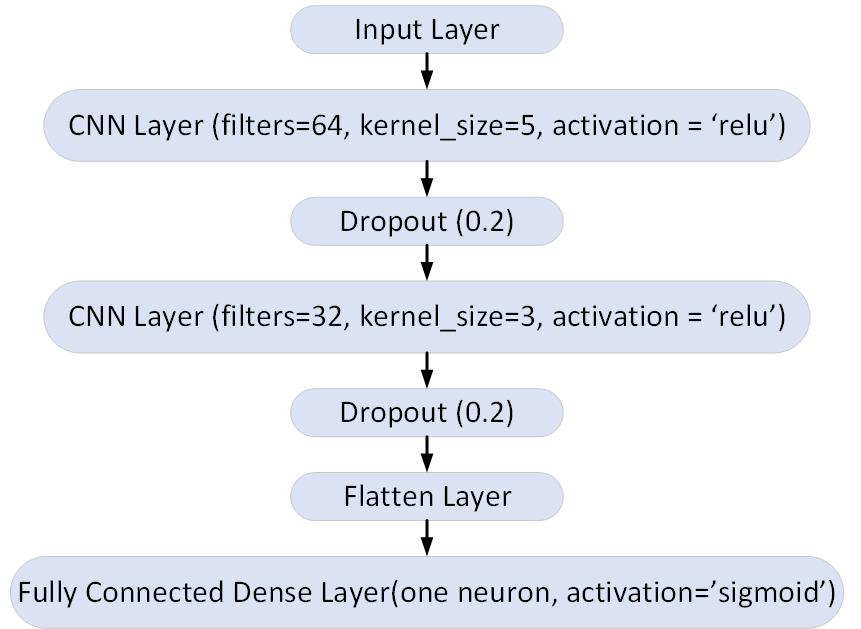 Input Layer
CNN Layer (filters=64, kernel_size=5, activation = ‘relu’)
Dropout (0.2)
CNN Layer (filters=32, kernel_size=3, activation = ‘relu’)
Dropout (0.2)
Flatten Layer
Fully Connected Dense Layer(one neuron, activation=’sigmoid’)